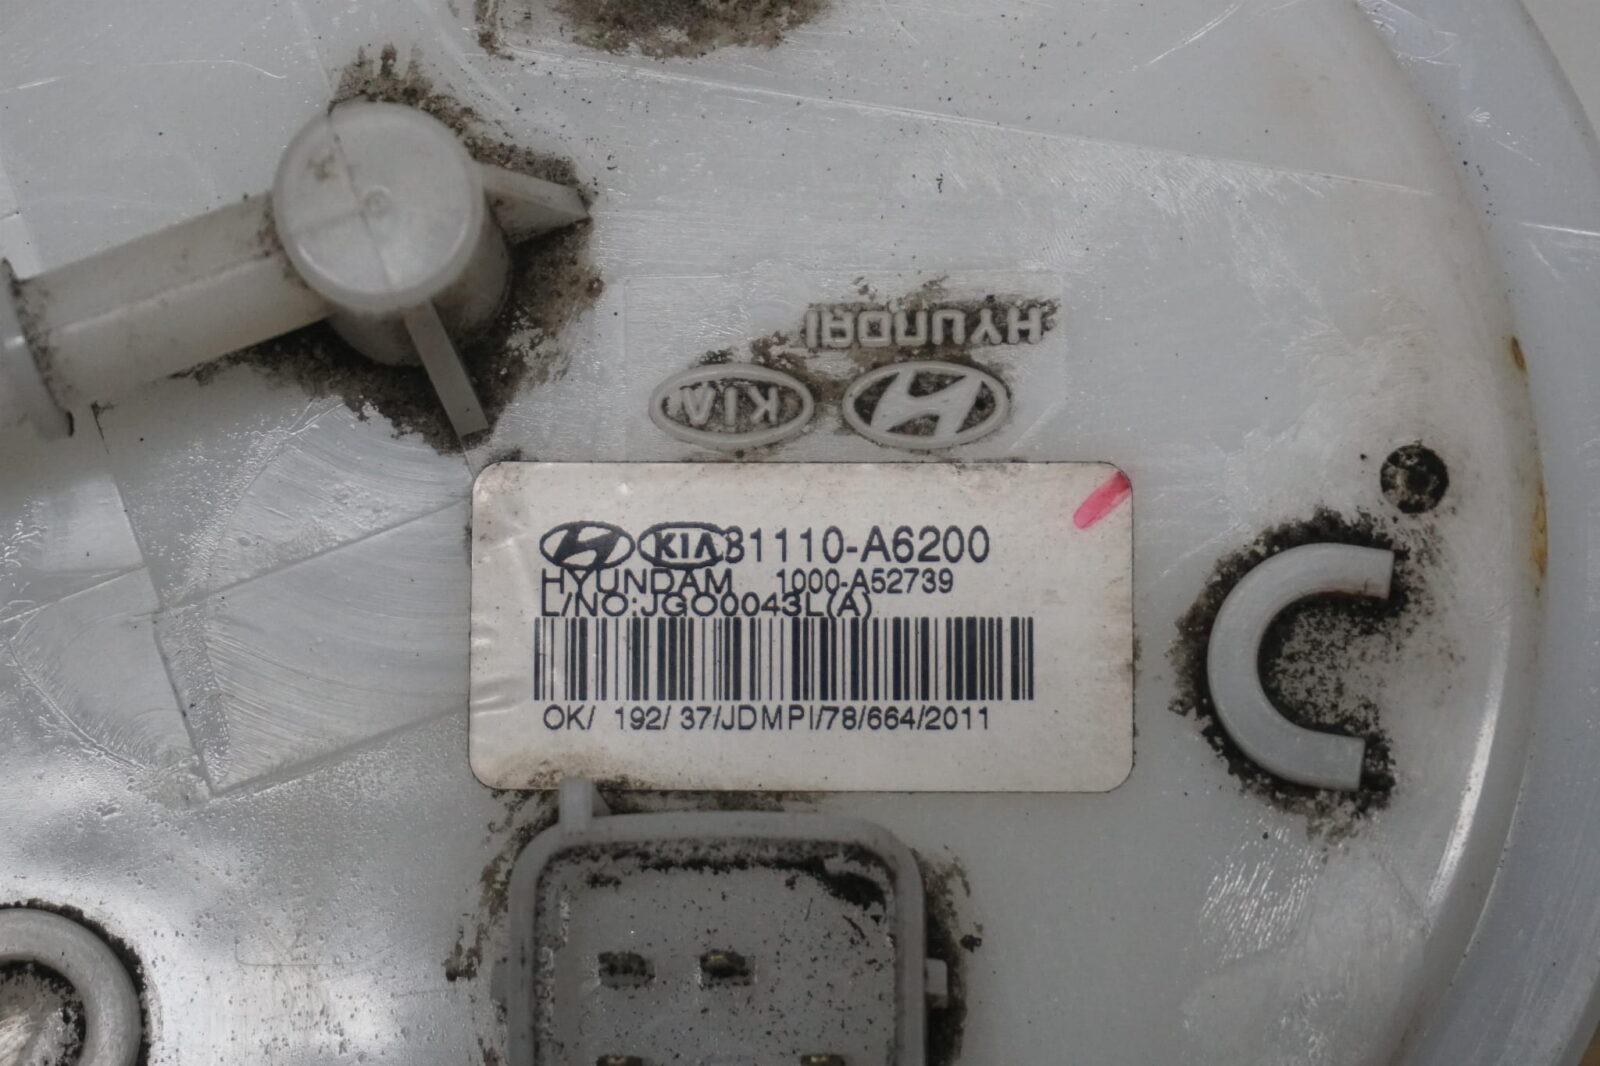 HYUNDAI
KIA
KIA 31110-A6200
HYUNDAM 1000-A52739
L/NO:JGO0043L(A)
OK/ 192/ 37/JDMPI/78/664/2011